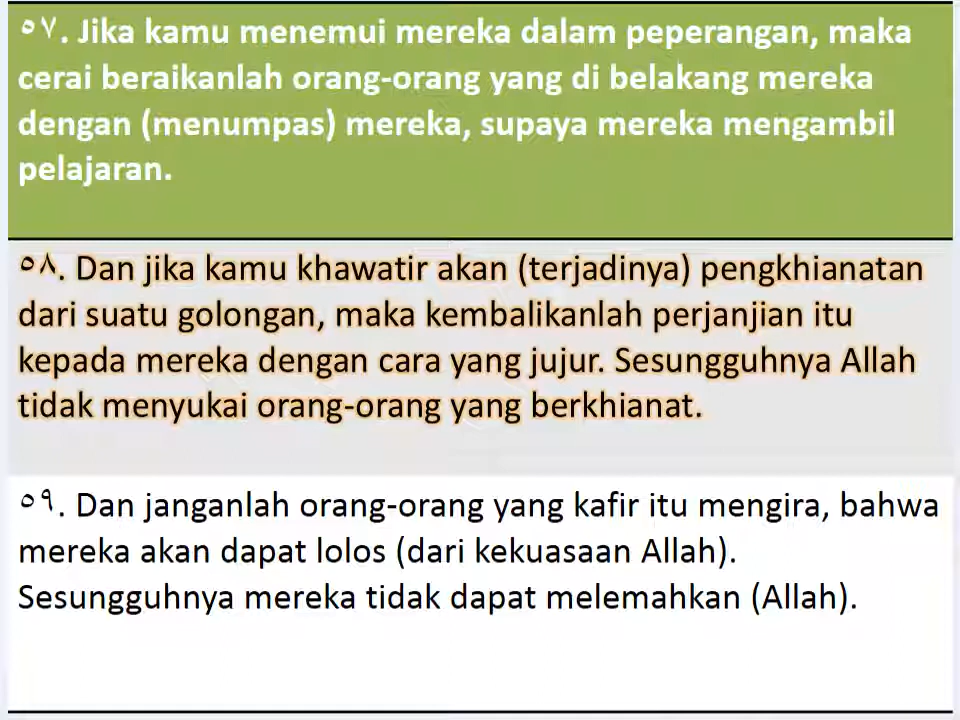 ٥٧. Jika kamu menemui mereka dalam peperangan, maka
cerai beraikanlah orang-orang yang di belakang mereka
dengan (menumpas) mereka, supaya mereka mengambil
pelajaran.
٥٨. Dan jika kamu khawatir akan (terjadinya) pengkhianatan
dari suatu golongan, maka kembalikanlah perjanjian itu
kepada mereka dengan cara yang jujur. Sesungguhnya Allah
tidak menyukai orang-orang yang berkhianat.
٥٩. Dan janganlah orang-orang yang kafir itu mengira, bahwa
mereka akan dapat lolos (dari kekuasaan Allah).
Sesungguhnya mereka tidak dapat melemahkan (Allah).